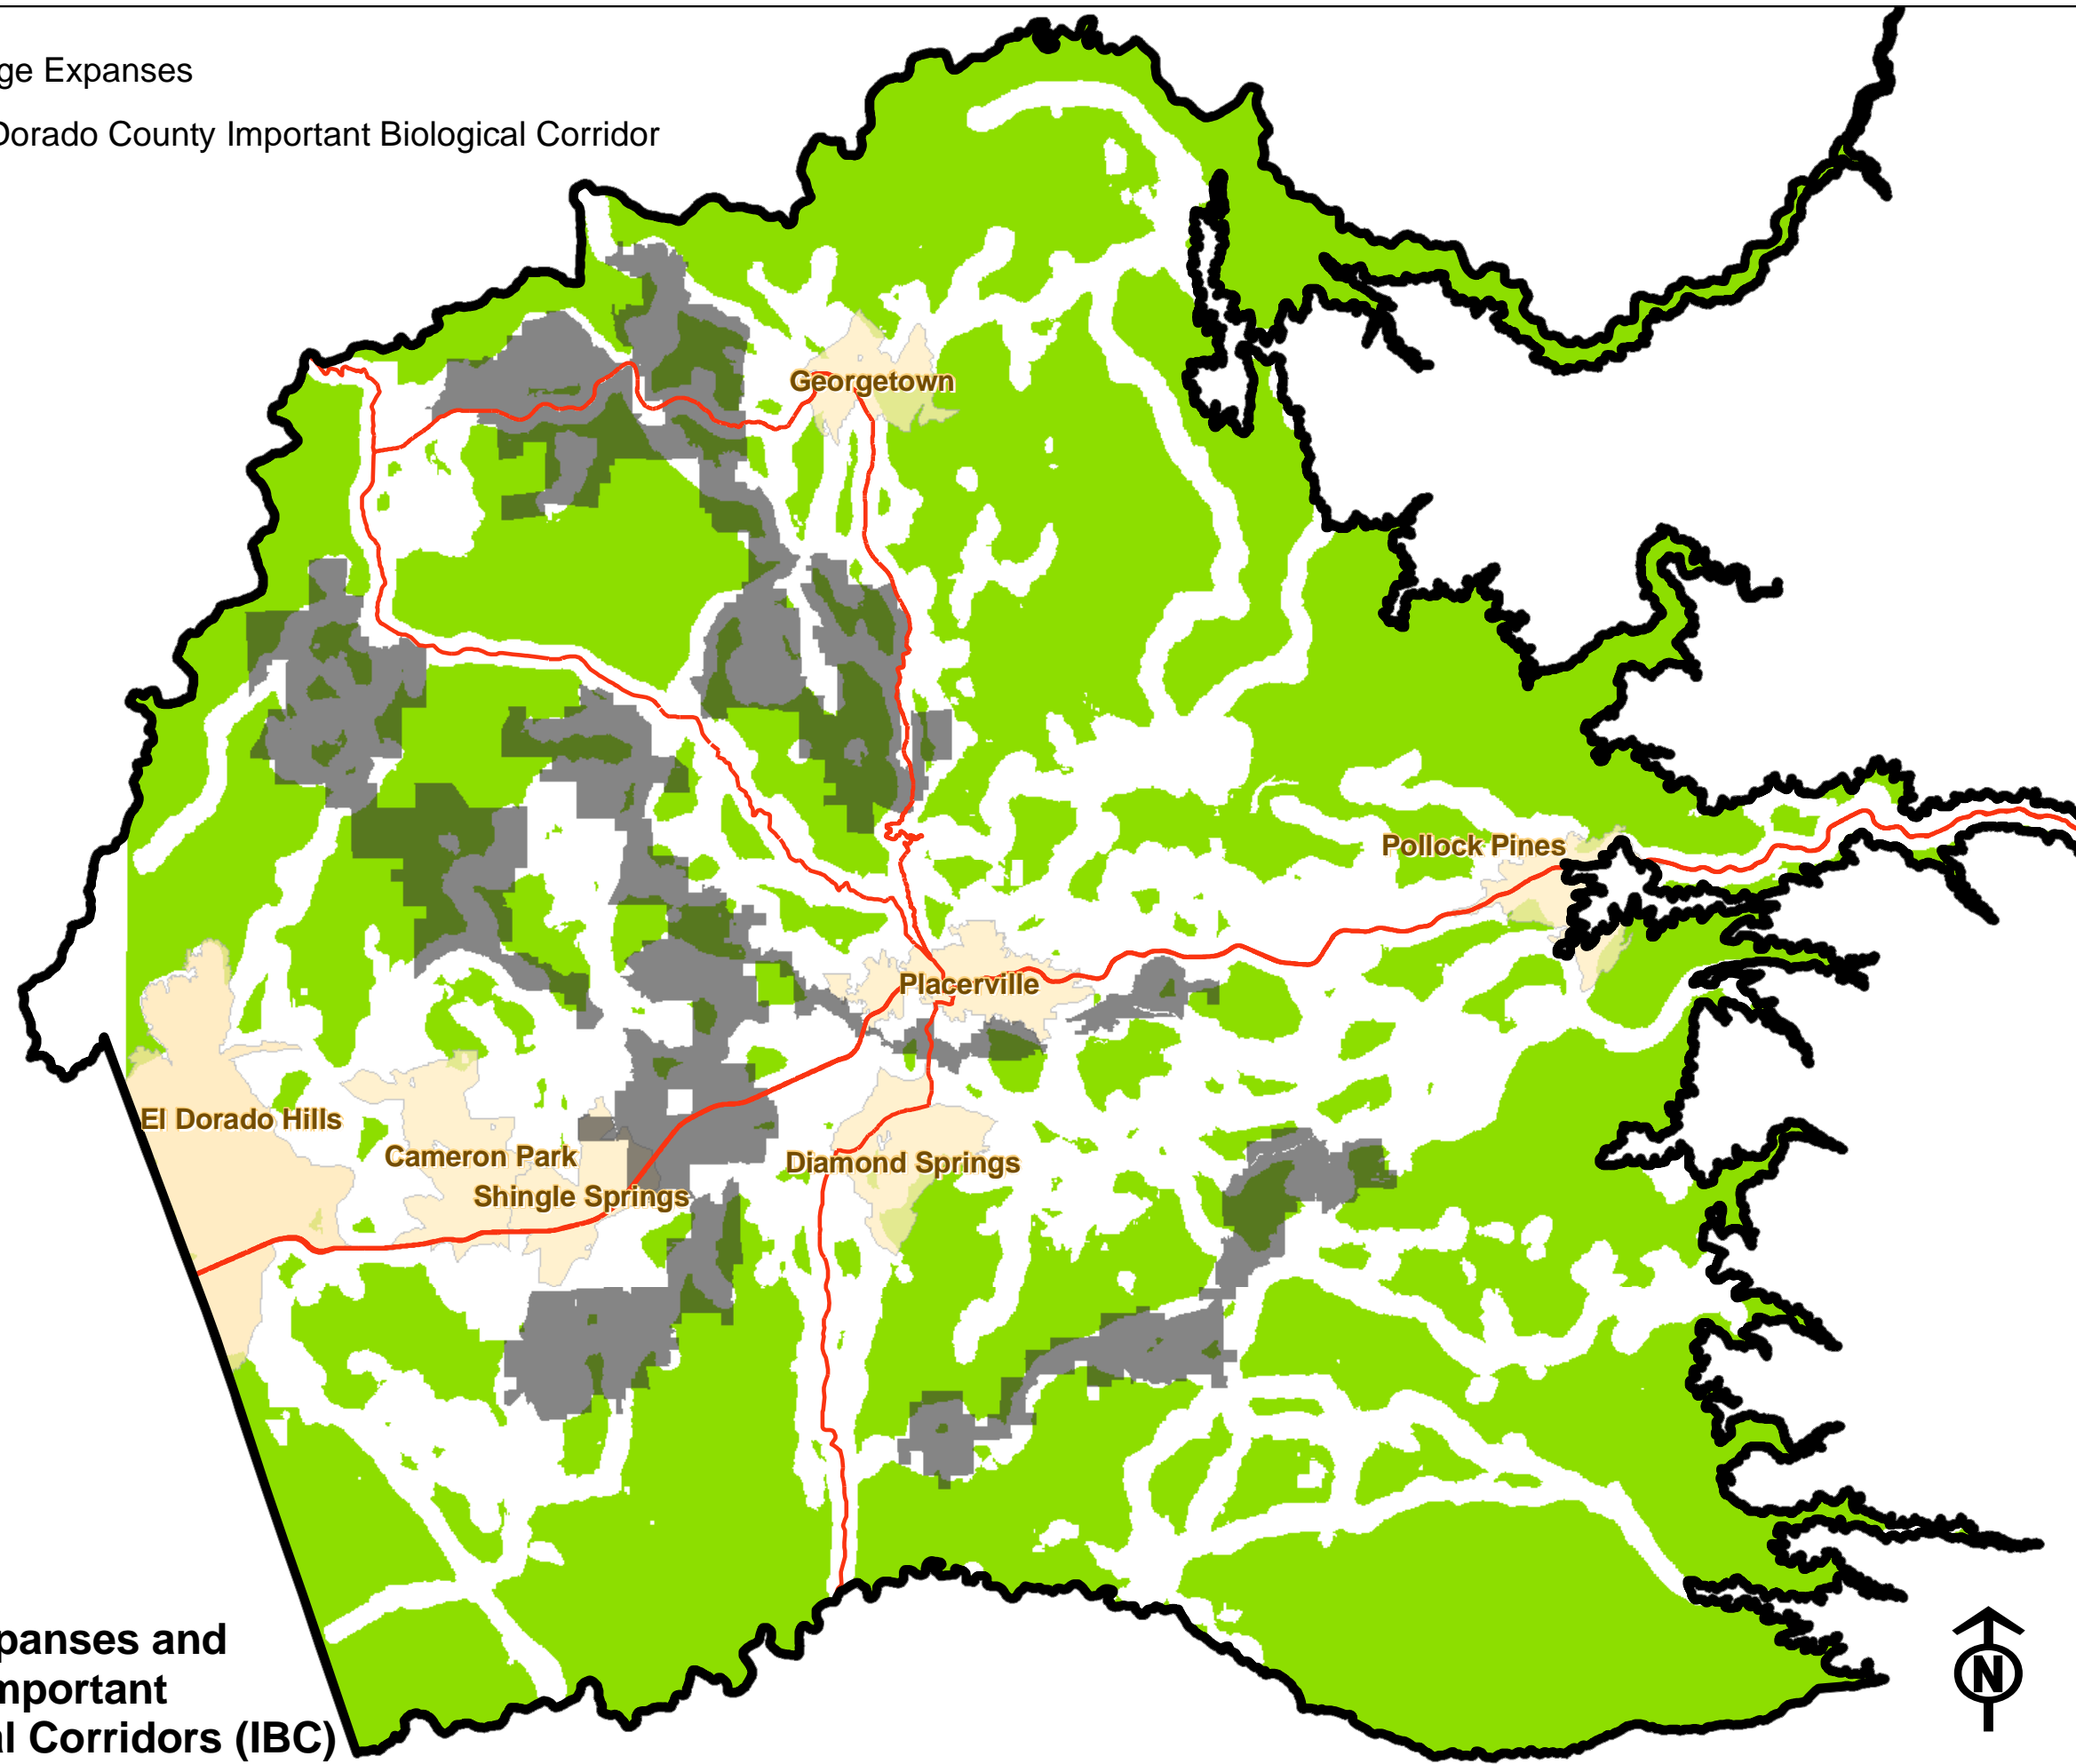 ge Expanses
Dorado County Important Biological Corridor
Georgetown
Pollock Pines
Placerville
El Dorado Hills
Cameron Park
Diamond Springs
Shingle Springs
panses and
mportant
l Corridors (IBC)
N